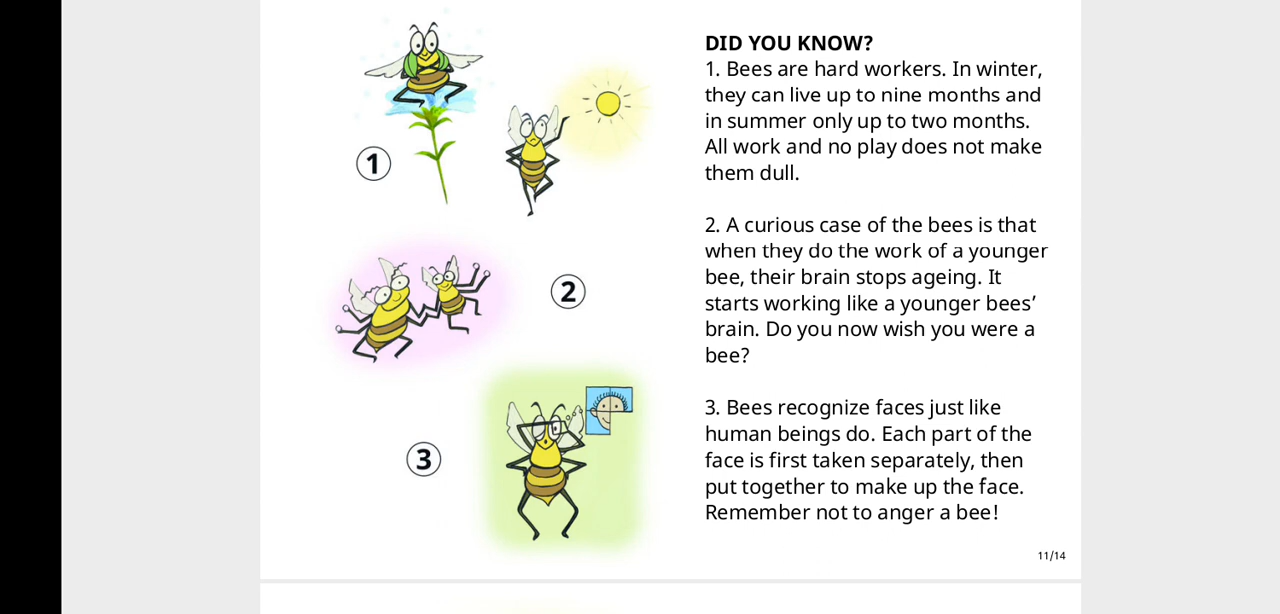 DID YOU KNOW?
1. Bees are hard workers. In winter,
they can live up to nine months and
in summer only up to two months.
All work and no play does not make
them dull.
2. A curious case of the bees is that
when they do the work of a younger
bee, their brain stops ageing. It
starts working like a younger bees’
brain. Do you now wish you were a
bee?
3. Bees recognize faces just like
human beings do. Each part of the
face is first taken separately, then
put together to make up the face.
Remember not to anger a bee!
1
2
3
11/14